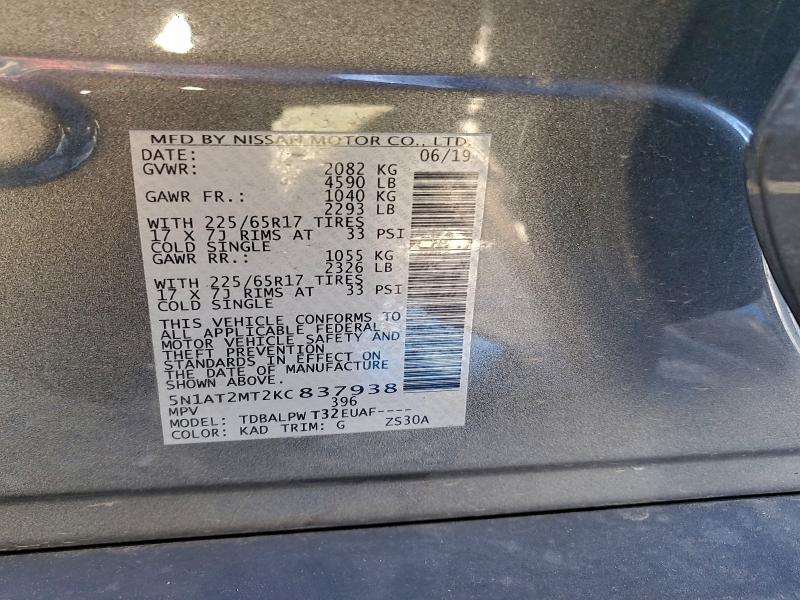 MFD BY NISSAN MOTOR CO., LTD.
DATE: 06/19
GVWR: 2082 KG
4590 LB
GAWR FR.: 1040 KG
2293 LB
WITH 225/65R17 TIRES
17 X 7J RIMS AT 33 PSI
COLD SINGLE
GAWR RR.: 1055 KG
2326 LB
WITH 225/65R17 TIRES
17 X 7J RIMS AT 33 PSI
COLD SINGLE
THIS VEHICLE CONFORMS TO
ALL APPLICABLE FEDERAL
MOTOR VEHICLE SAFETY AND
THEFT PREVENTION
STANDARDS IN EFFECT ON
THE DATE OF MANUFACTURE
SHOWN ABOVE.
5N1AT2MT2KC 837938
MPV 396
MODEL: TDBALPW T32EUAF----
COLOR: KAD TRIM: G ZS30A